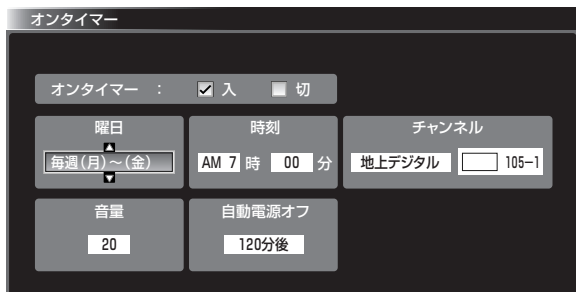 オンタイマー
オンタイマー : 入 切
曜日 時刻 チャンネル
毎週(月)～(金) AM 7 時 00 分 地上デジタル 105−1
音量 自動電源オフ
20 120分後